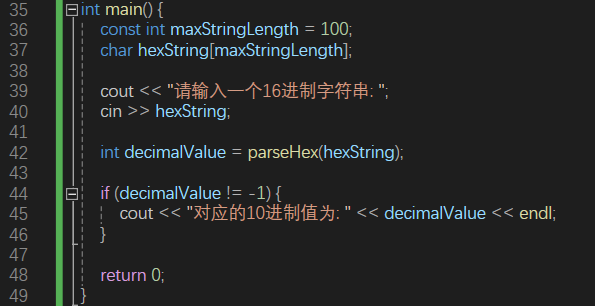 35 int main() {
36 const int maxStringLength = 100;
37 char hexString[maxStringLength];
38
39 cout << "请输入一个16进制字符串: ";
40 cin >> hexString;
41
42 int decimalValue = parseHex(hexString);
43
44 if (decimalValue != -1) {
45 cout << "对应的10进制值为: " << decimalValue << endl;
46 }
47
48 return 0;
49 }